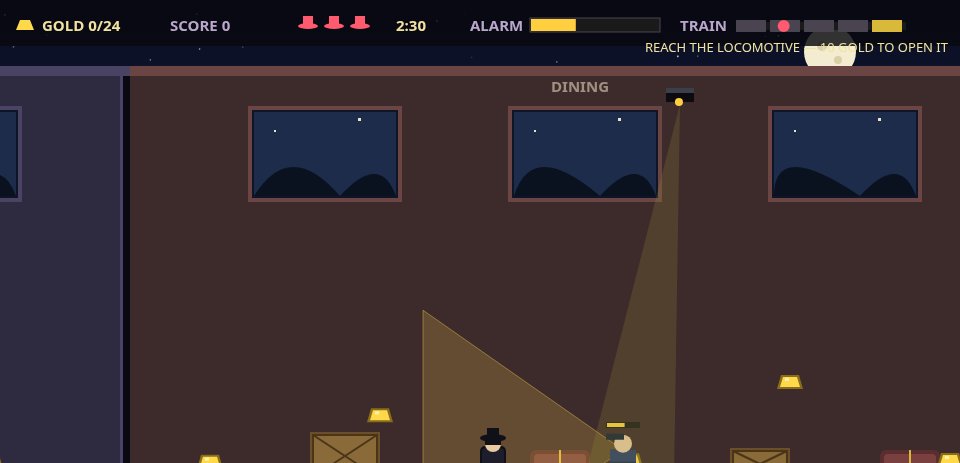 GOLD 0/24
SCORE 0
2:30
ALARM
TRAIN
REACH THE LOCOMOTIVE
GOLD TO OPEN IT
DINING